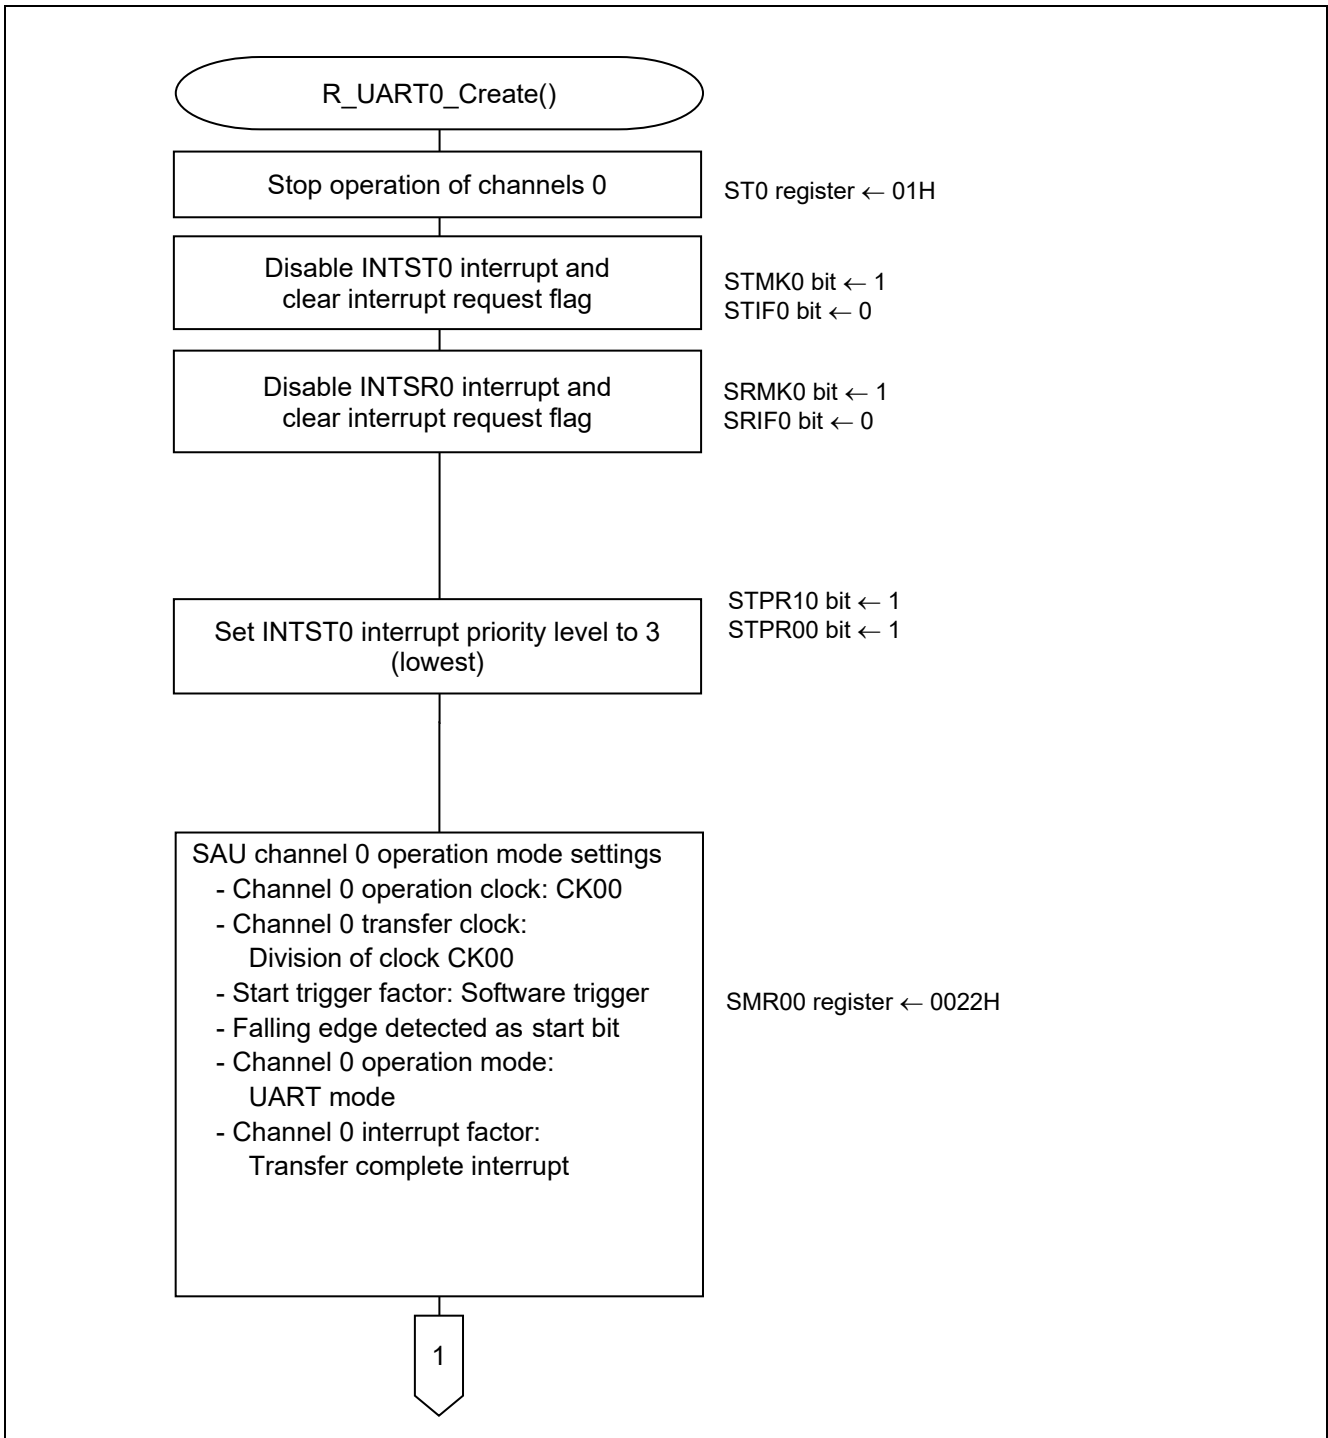 R_UART0_Create()
Stop operation of channels 0
ST0 register ← 01H
Disable INTST0 interrupt and
clear interrupt request flag
STMK0 bit ← 1
STIF0 bit ← 0
Disable INTSR0 interrupt and
clear interrupt request flag
SRMK0 bit ← 1
SRIF0 bit ← 0
Set INTST0 interrupt priority level to 3
(lowest)
STPR10 bit ← 1
STPR00 bit ← 1
SAU channel 0 operation mode settings
- Channel 0 operation clock: CK00
- Channel 0 transfer clock:
Division of clock CK00
- Start trigger factor: Software trigger
- Falling edge detected as start bit
- Channel 0 operation mode:
UART mode
- Channel 0 interrupt factor:
Transfer complete interrupt
SMR00 register ← 0022H
1